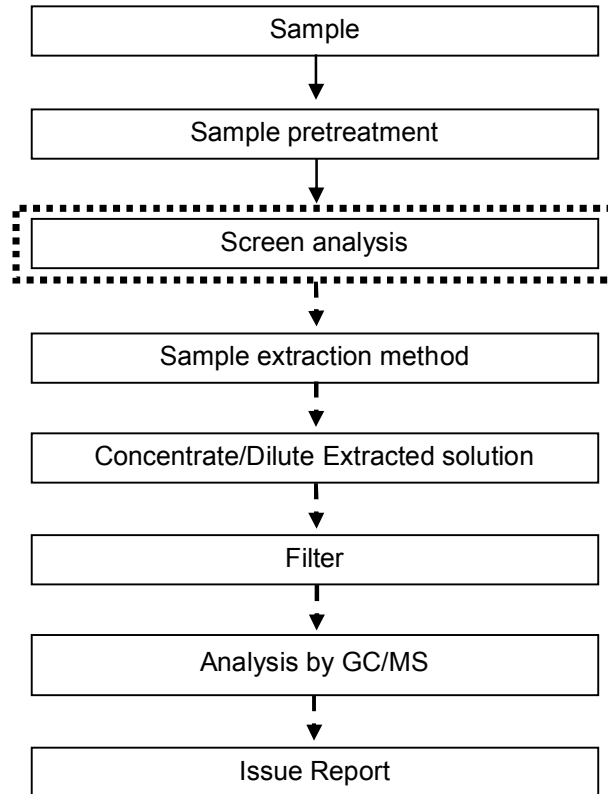 Sample
Sample pretreatment
Screen analysis
Sample extraction method
Concentrate/Dilute Extracted solution
Filter
Analysis by GC/MS
Issue Report